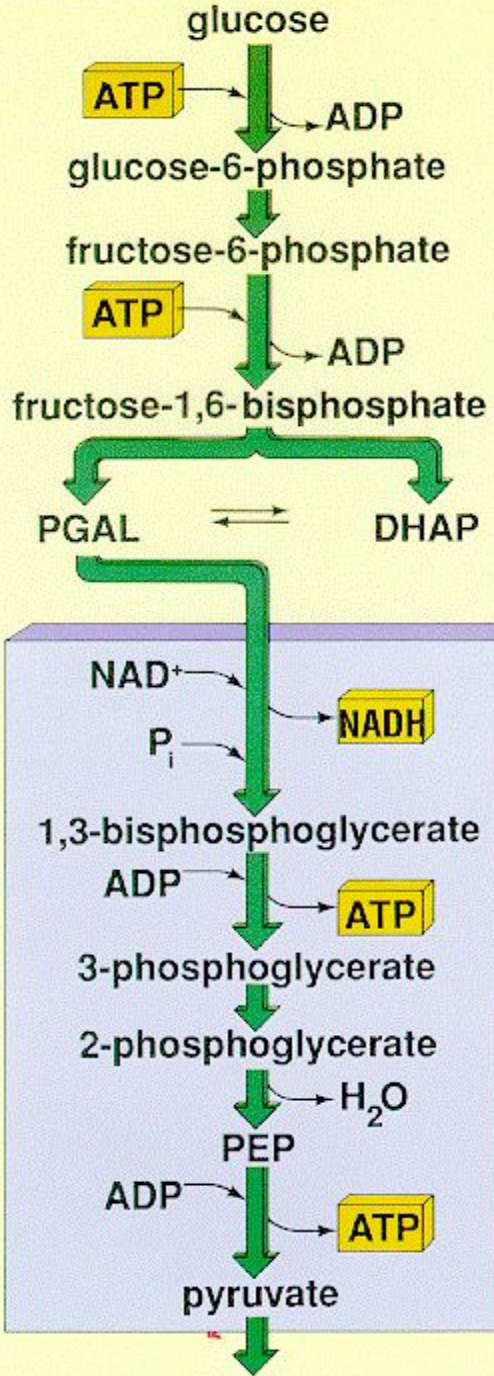 glucose
ATP
ADP
glucose-6-phosphate
fructose-6-phosphate
ATP
ADP
fructose-1,6-bisphosphate
PGAL
DHAP
NAD⁺
NADH
Pᵢ
1,3-bisphosphoglycerate
ADP
ATP
3-phosphoglycerate
2-phosphoglycerate
H₂O
PEP
ADP
ATP
pyruvate